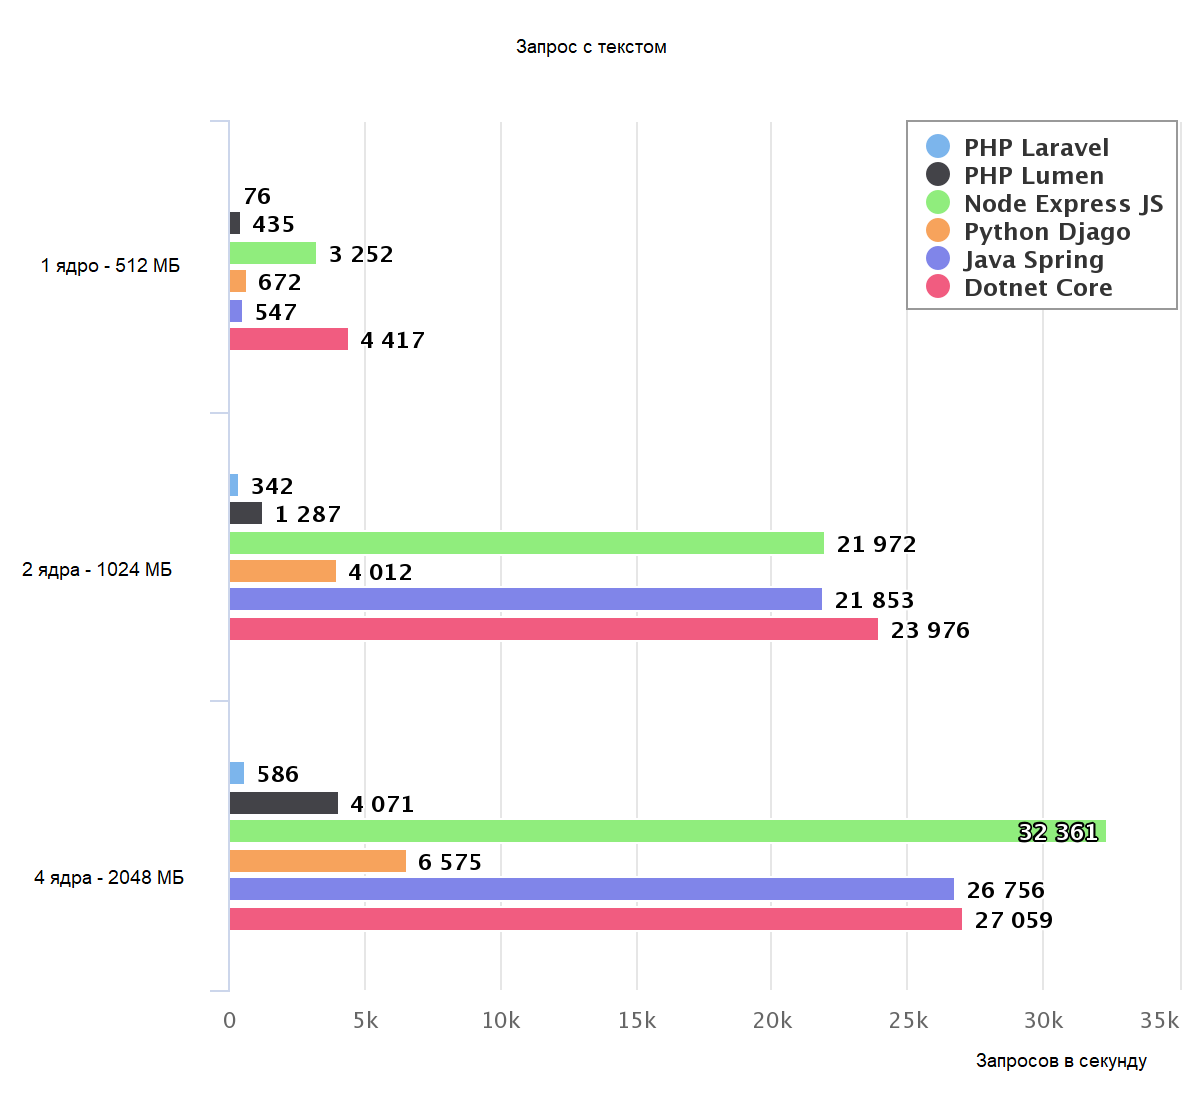 Запрос с текстом
PHP Laravel
PHP Lumen
Node Express JS
Python Djago
Java Spring
Dotnet Core
1 ядро - 512 МБ
76
435
3 252
672
547
4 417
2 ядра - 1024 МБ
342
1 287
21 972
4 012
21 853
23 976
4 ядра - 2048 МБ
586
4 071
32 361
6 575
26 756
27 059
0 5k 10k 15k 20k 25k 30k 35k
Запросов в секунду